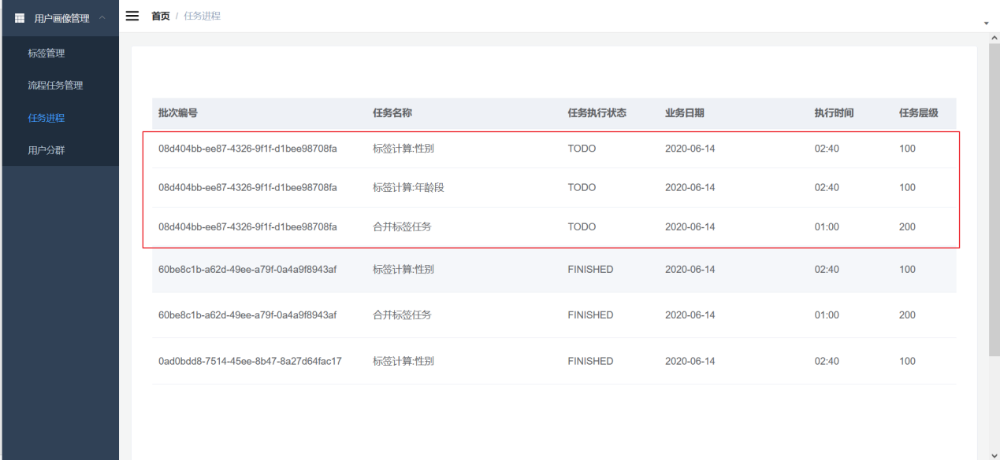 用户画像管理
首页 / 任务进程
标签管理
流程任务管理
任务进程
用户分群
批次编号 任务名称 任务执行状态 业务日期 执行时间 任务层级
08d404bb-ee87-4326-9f1f-d1bee98708fa 标签计算:性别 TODO 2020-06-14 02:40 100
08d404bb-ee87-4326-9f1f-d1bee98708fa 标签计算:年龄段 TODO 2020-06-14 02:40 100
08d404bb-ee87-4326-9f1f-d1bee98708fa 合并标签任务 TODO 2020-06-14 01:00 200
60be8c1b-a62d-49ee-a79f-0a4a9f8943af 标签计算:性别 FINISHED 2020-06-14 02:40 100
60be8c1b-a62d-49ee-a79f-0a4a9f8943af 合并标签任务 FINISHED 2020-06-14 01:00 200
0ad0bdd8-7514-45ee-8b47-8a27d64fac17 标签计算:性别 FINISHED 2020-06-14 02:40 100